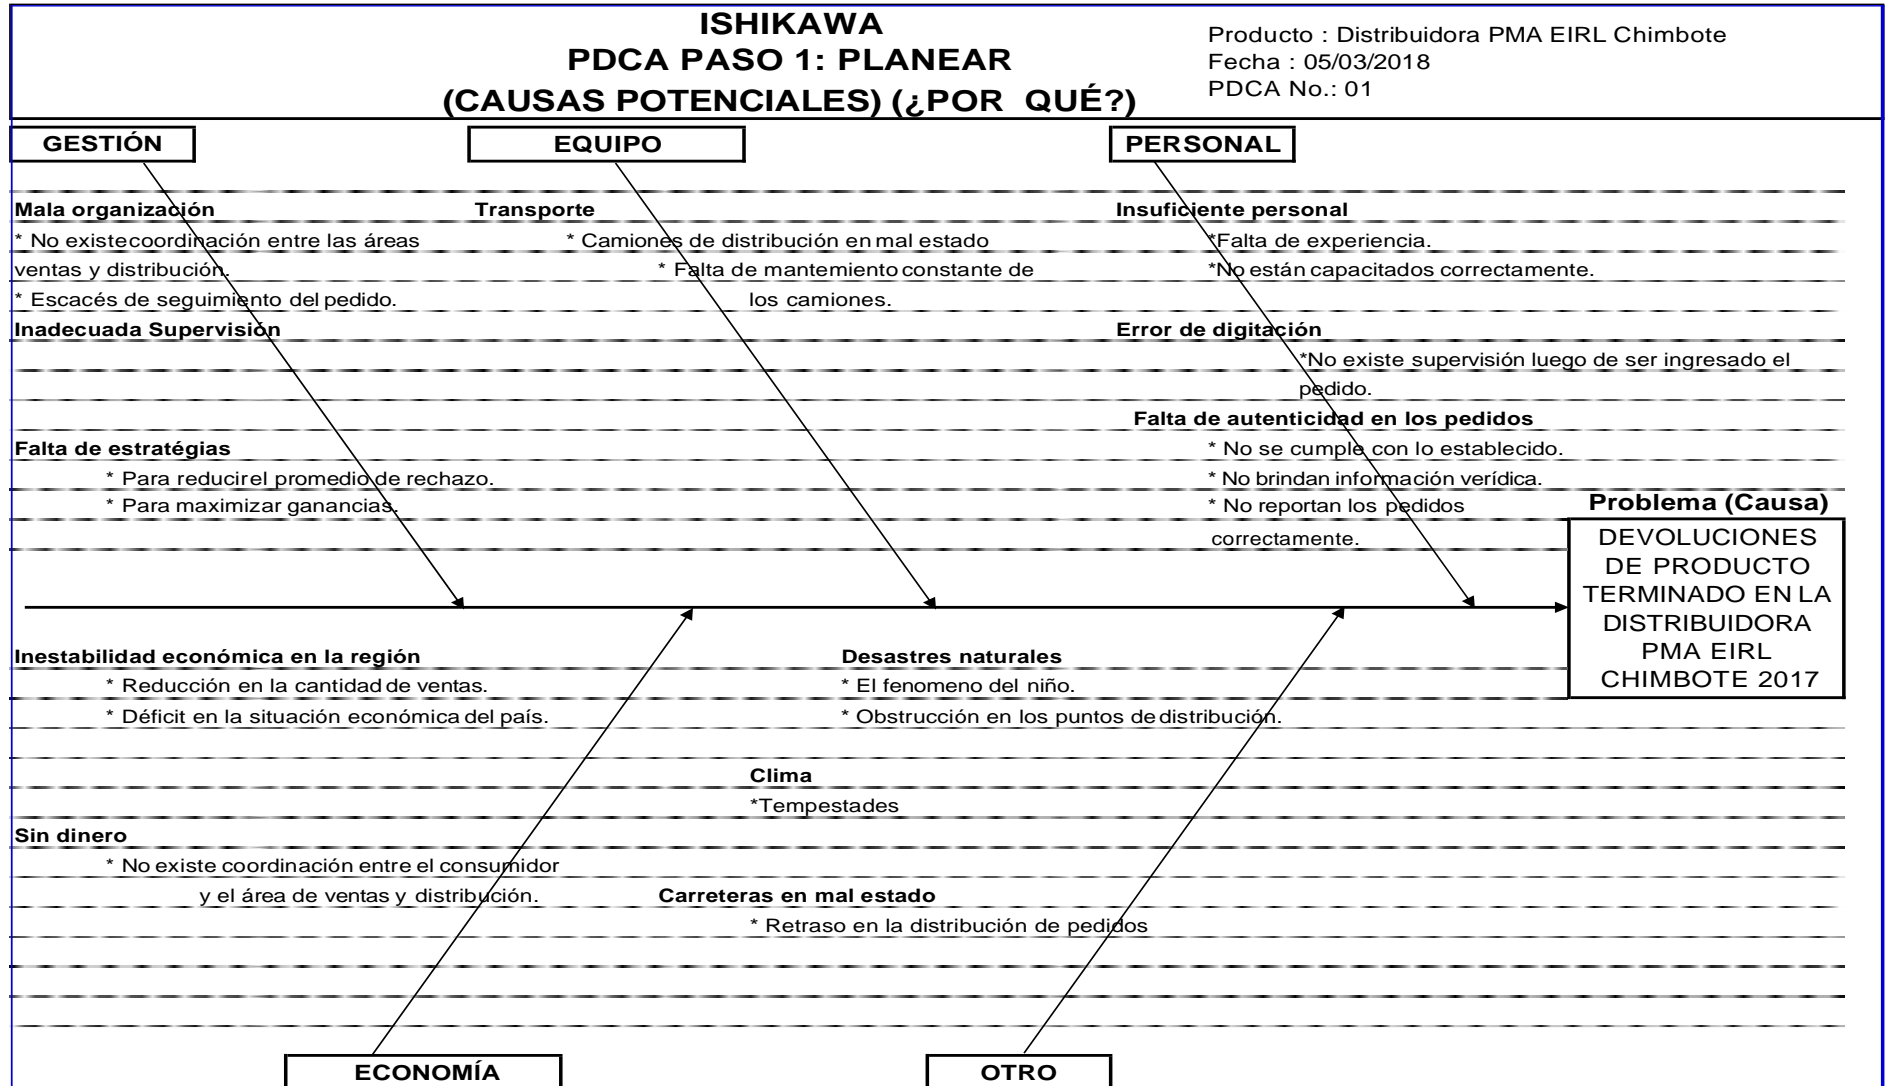 ISHIKAWA
PDCA PASO 1: PLANEAR
(CAUSAS POTENCIALES) (¿POR QUÉ?)
Producto : Distribuidora PMA EIRL Chimbote
Fecha : 05/03/2018
PDCA No.: 01
GESTIÓN
EQUIPO
PERSONAL
Mala organización
* No existe coordinación entre las áreas
ventas y distribución.
* Escacés de seguimiento del pedido.
Inadecuada Supervisión
Falta de estratégias
* Para reducir el promedio de rechazo.
* Para maximizar ganancias.
Transporte
* Camiones de distribución en mal estado
* Falta de mantemiento constante de
los camiones.
Insuficiente personal
*Falta de experiencia.
*No están capacitados correctamente.
Error de digitación
*No existe supervisión luego de ser ingresado el
pedido.
Falta de autenticidad en los pedidos
* No se cumple con lo establecido.
* No brindan información verídica.
* No reportan los pedidos
correctamente.
Problema (Causa)
DEVOLUCIONES
DE PRODUCTO
TERMINADO EN LA
DISTRIBUIDORA
PMA EIRL
CHIMBOTE 2017
Inestabilidad económica en la región
* Reducción en la cantidad de ventas.
* Déficit en la situación económica del país.
Sin dinero
* No existe coordinación entre el consumidor
y el área de ventas y distribución.
Desastres naturales
* El fenomeno del niño.
* Obstrucción en los puntos de distribución.
Clima
*Tempestades
Carreteras en mal estado
* Retraso en la distribución de pedidos
ECONOMÍA
OTRO